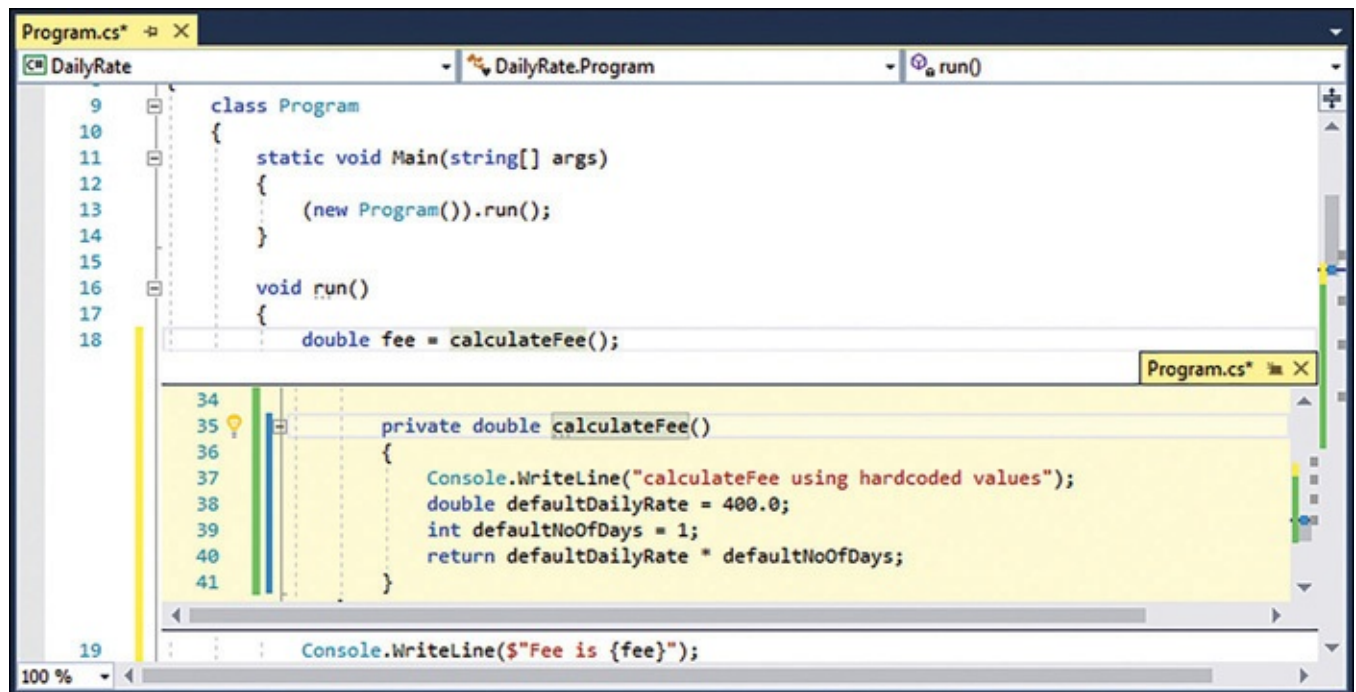 Program.cs*
C# DailyRate DailyRate.Program run()
9 class Program
10 {
11 static void Main(string[] args)
12 {
13 (new Program()).run();
14 }
15
16 void run()
17 {
18 double fee = calculateFee();
Program.cs*
34
35 private double calculateFee()
36 {
37 Console.WriteLine("calculateFee using hardcoded values");
38 double defaultDailyRate = 400.0;
39 int defaultNoOfDays = 1;
40 return defaultDailyRate * defaultNoOfDays;
41 }
19 Console.WriteLine($"Fee is {fee}");
100 %